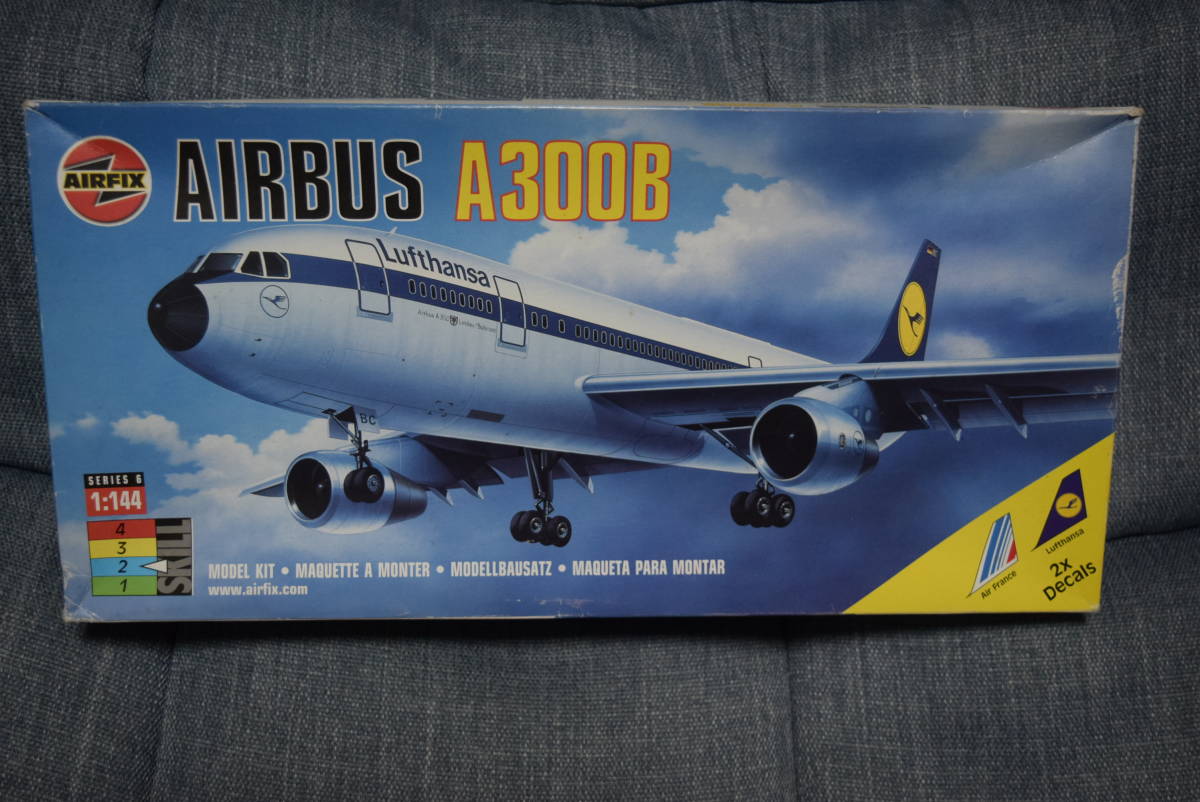 AIRFIX
AIRBUS A300B
Lufthansa
BC
SERIES 6
1:144
4
3
2
1
SKILL
MODEL KIT • MAQUETTE A MONTER • MODELLBAUSATZ • MAQUETA PARA MONTAR
www.airfix.com
Air France
Lufthansa
2x
Decals